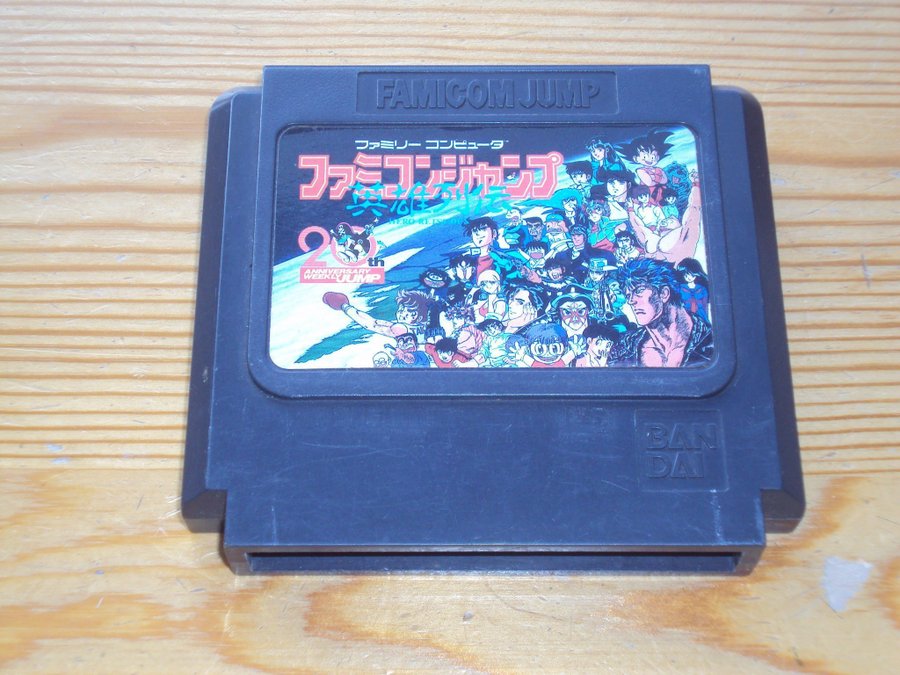 FAMICOM JUMP
ファミリー コンピュータ
ファミコンジャンプ
英雄列伝
20th
ANNIVERSARY
WEEKLY JUMP
BAN
DAI